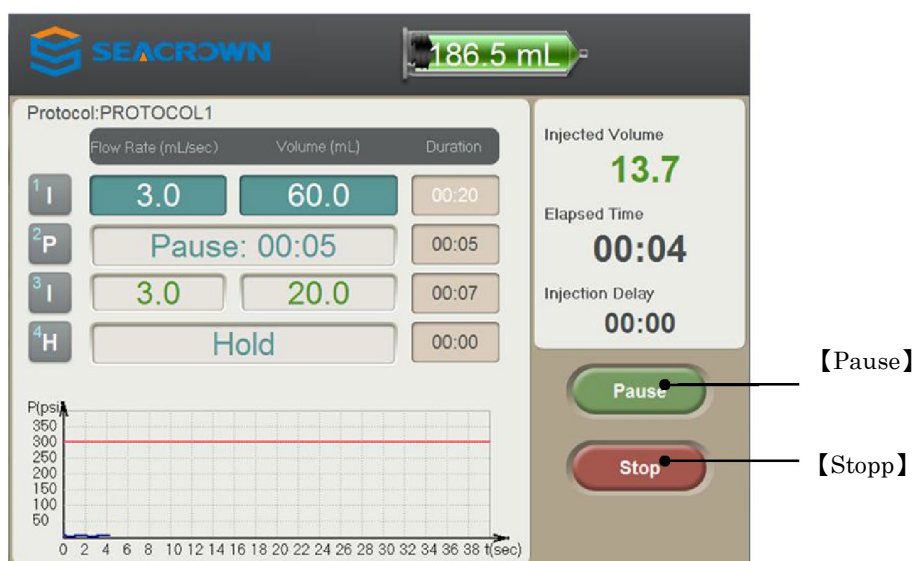 SEACROWN
186.5 mL
Protocol:PROTOCOL1
Flow Rate (mL/sec) Volume (mL) Duration
1 I 3.0 60.0 00:20
2 P Pause: 00:05 00:05
3 I 3.0 20.0 00:07
4 H Hold 00:00
Injected Volume
13.7
Elapsed Time
00:04
Injection Delay
00:00
Pause
【Pause】
Stop
【Stopp】
P(psi)
350
300
250
200
150
100
50
0 2 4 6 8 10 12 14 16 18 20 22 24 26 28 30 32 34 36 38 t(sec)